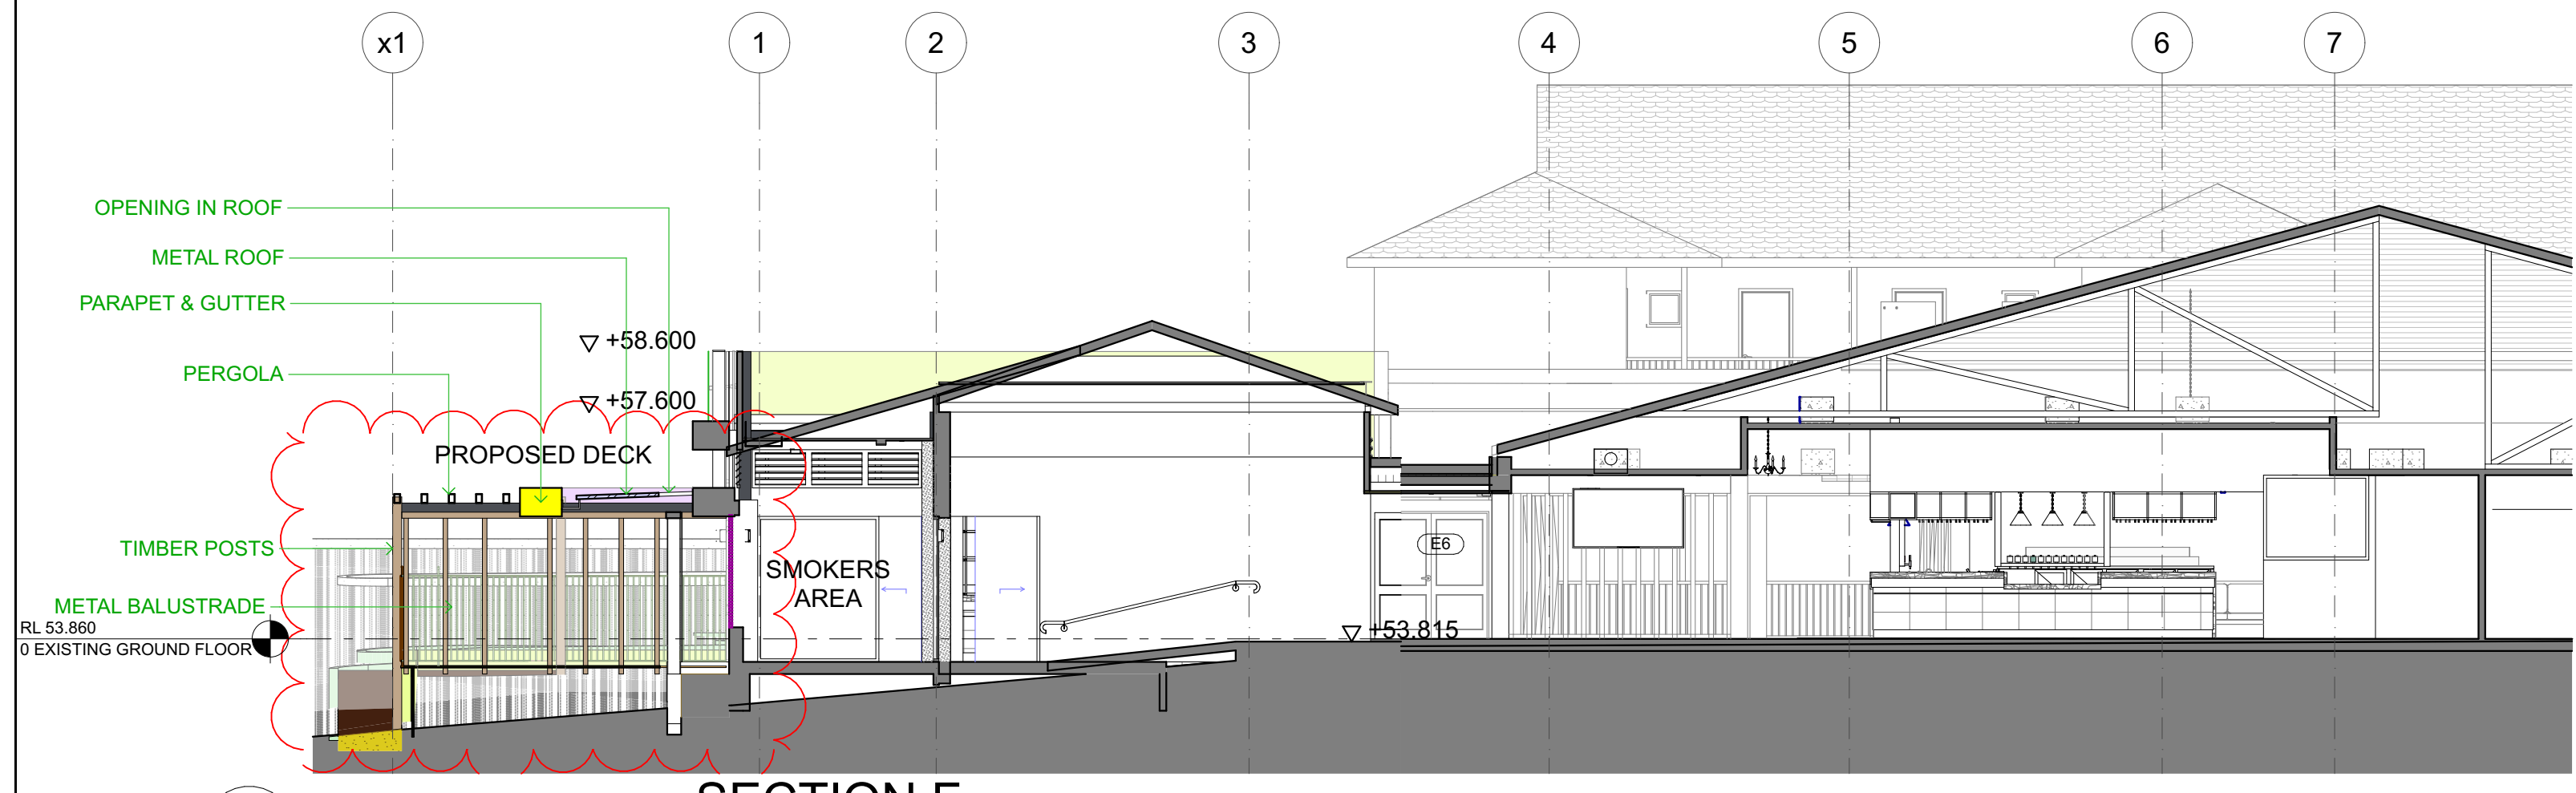 x1
1
2
3
4
5
6
7
OPENING IN ROOF
METAL ROOF
PARAPET & GUTTER
+58.600
PERGOLA
+57.600
PROPOSED DECK
TIMBER POSTS
E6
SMOKERS
AREA
METAL BALUSTRADE
RL 53.860
+53.815
0 EXISTING GROUND FLOOR
SECTION